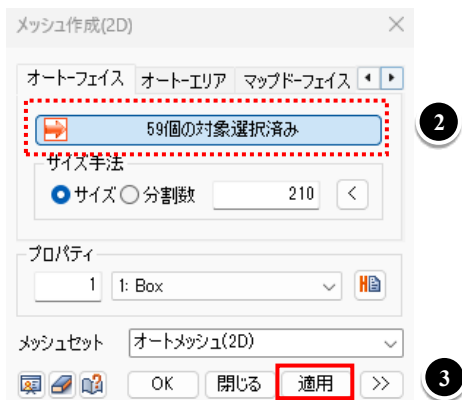 メッシュ作成(2D)
オートーフェイス オートーエリア マップドーフェイス
59個の対象選択済み
2
サイズ手法
サイズ 分割数 210 <
プロパティ
1 1: Box
メッシュセット オートメッシュ(2D)
OK 閉じる 適用 >>
3